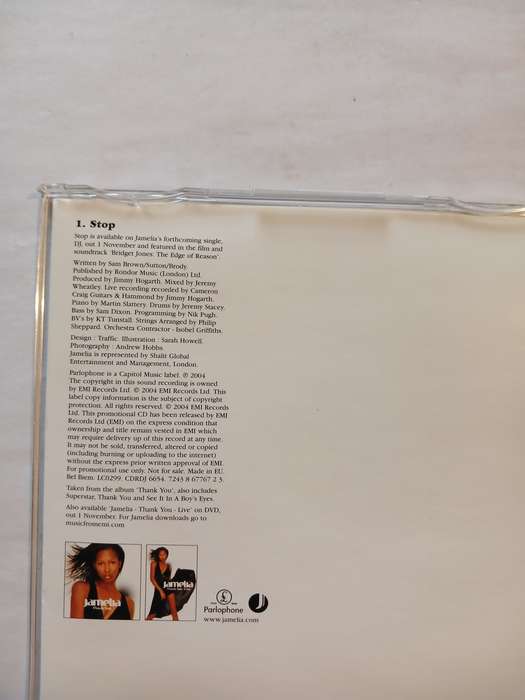 1. Stop
Stop is available on Jamelia's forthcoming single,
DJ, out 1 November and featured in the film and
soundtrack 'Bridget Jones: The Edge of Reason'.
Written by Sam Brown/Sutton/Brody.
Published by Rondor Music (London) Ltd.
Produced by Jimmy Hogarth. Mixed by Jeremy
Wheatley. Live recording recorded by Cameron
Craig Guitars & Hammond by Jimmy Hogarth.
Piano by Martin Slattery. Drums by Jeremy Stacey.
Bass by Sam Dixon. Programming by Nik Pugh.
BV's by KT Tunstall. Strings Arranged by Philip
Sheppard. Orchestra Contractor - Isobel Griffiths.
Design : Traffic. Illustration : Sarah Howell.
Photography : Andrew Hobbs.
Jamelia is represented by Shalit Global
Entertainment and Management, London.
Parlophone is a Capitol Music label. ℗ 2004
The copyright in this sound recording is owned
by EMI Records Ltd. © 2004 EMI Records Ltd. This
label copy information is the subject of copyright
protection. All rights reserved. © 2004 EMI Records
Ltd. This promotional CD has been released by EMI
Records Ltd (EMI) on the express condition that
ownership and title remain vested in EMI which
may require delivery up of this record at any time.
It may not be sold, transferred, altered or copied
(including burning or uploading to the internet)
without the express prior written approval of EMI.
For promotional use only. Not for sale. Made in EU.
Bel Biem. LC0299. CDRDJ 6654. 7243 8 67767 2 3.
Taken from the album 'Thank You', also includes
Superstar, Thank You and See It In A Boy's Eyes.
Also available 'Jamelia - Thank You - Live' on DVD,
out 1 November. For Jamelia downloads go to
musicfromemi.com
Jamelia
Jamelia
Parlophone
www.jamelia.com